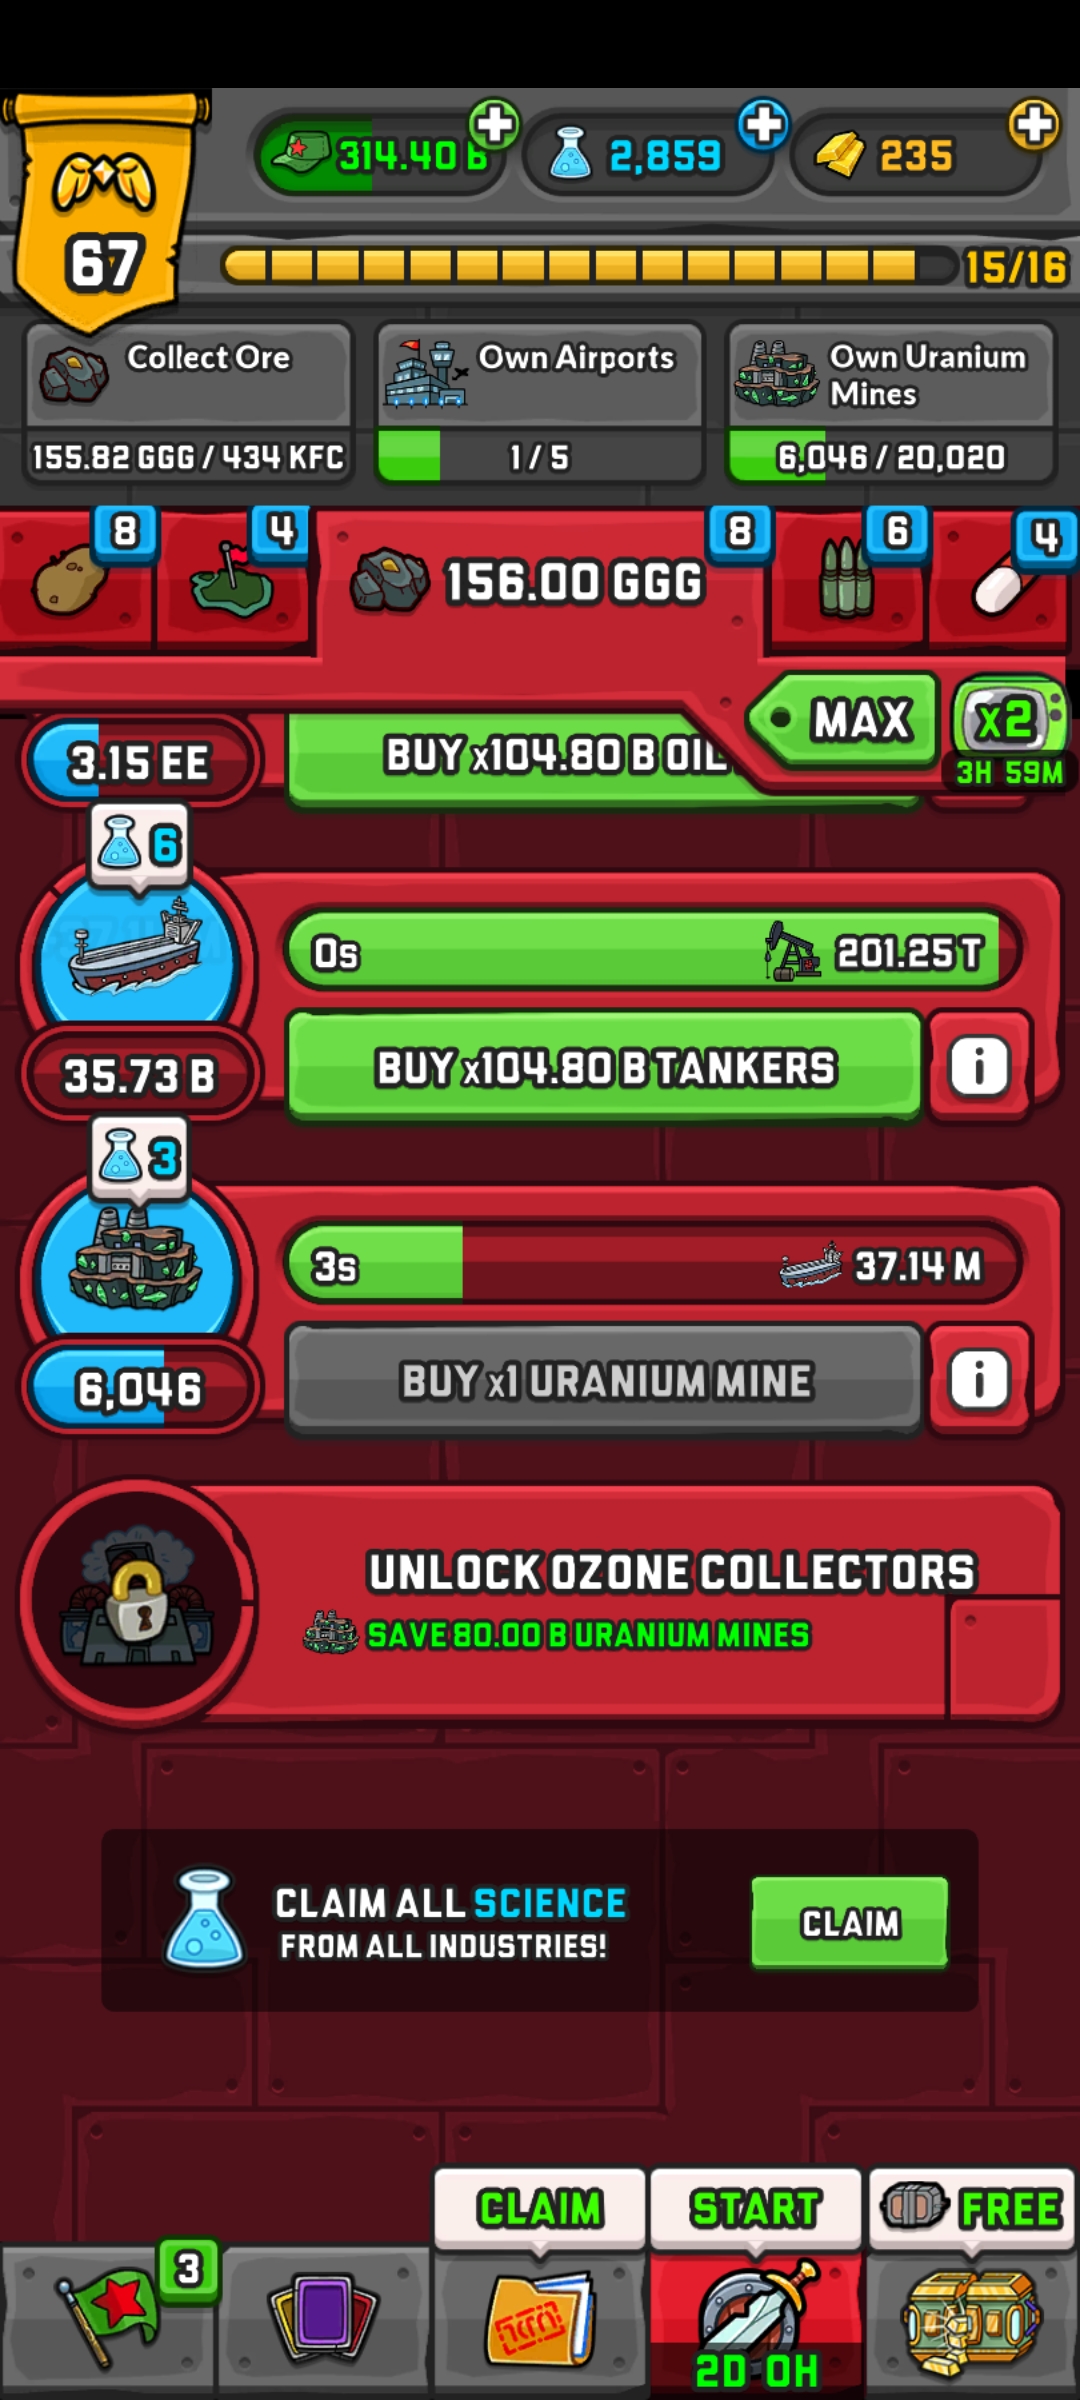 314.40 B
2,859
235
67
15/16
Collect Ore
155.82 GGG / 434 KFC
Own Airports
1 / 5
Own Uranium
Mines
6,046 / 20,020
8
4
156.00 GGG
8
6
4
MAX
x2
3H 59M
3.15 EE
BUY x104.80 B OIL
6
0s
201.25 T
35.73 B
BUY x104.80 B TANKERS
i
3
3s
37.14 M
6,046
BUY x1 URANIUM MINE
i
UNLOCK OZONE COLLECTORS
SAVE 80.00 B URANIUM MINES
CLAIM ALL SCIENCE
FROM ALL INDUSTRIES!
CLAIM
CLAIM
START
FREE
3
2D 0H